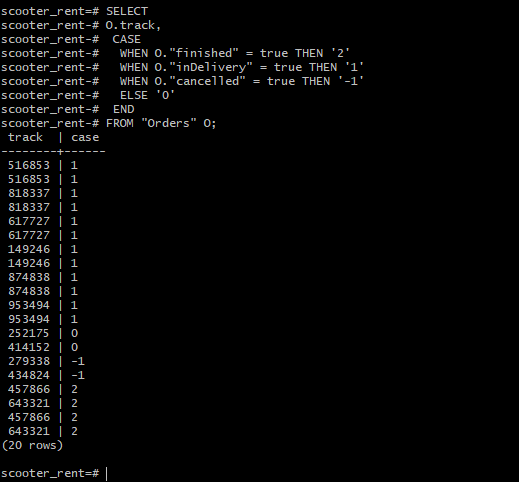 scooter_rent=# SELECT
scooter_rent-# O.track,
scooter_rent-#  CASE
scooter_rent-#   WHEN O."finished" = true THEN '2'
scooter_rent-#   WHEN O."inDelivery" = true THEN '1'
scooter_rent-#   WHEN O."cancelled" = true THEN '-1'
scooter_rent-#   ELSE '0'
scooter_rent-#  END
scooter_rent-# FROM "Orders" O;
 track  | case
--------+------
 516853 | 1
 516853 | 1
 818337 | 1
 818337 | 1
 617727 | 1
 617727 | 1
 149246 | 1
 149246 | 1
 874838 | 1
 874838 | 1
 953494 | 1
 953494 | 1
 252175 | 0
 414152 | 0
 279338 | -1
 434824 | -1
 457866 | 2
 643321 | 2
 457866 | 2
 643321 | 2
(20 rows)

scooter_rent=#